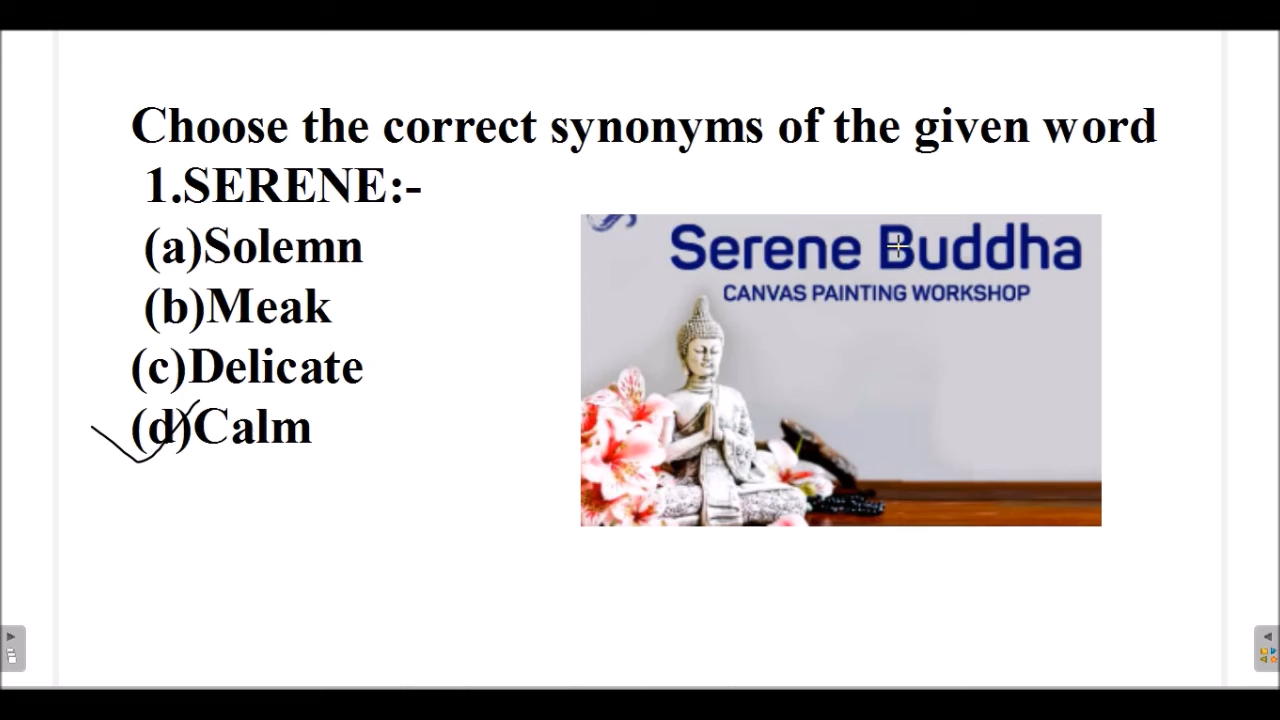 Choose the correct synonyms of the given word
1.SERENE:-
(a)Solemn
(b)Meak
(c)Delicate
(d)Calm
Serene Buddha
CANVAS PAINTING WORKSHOP